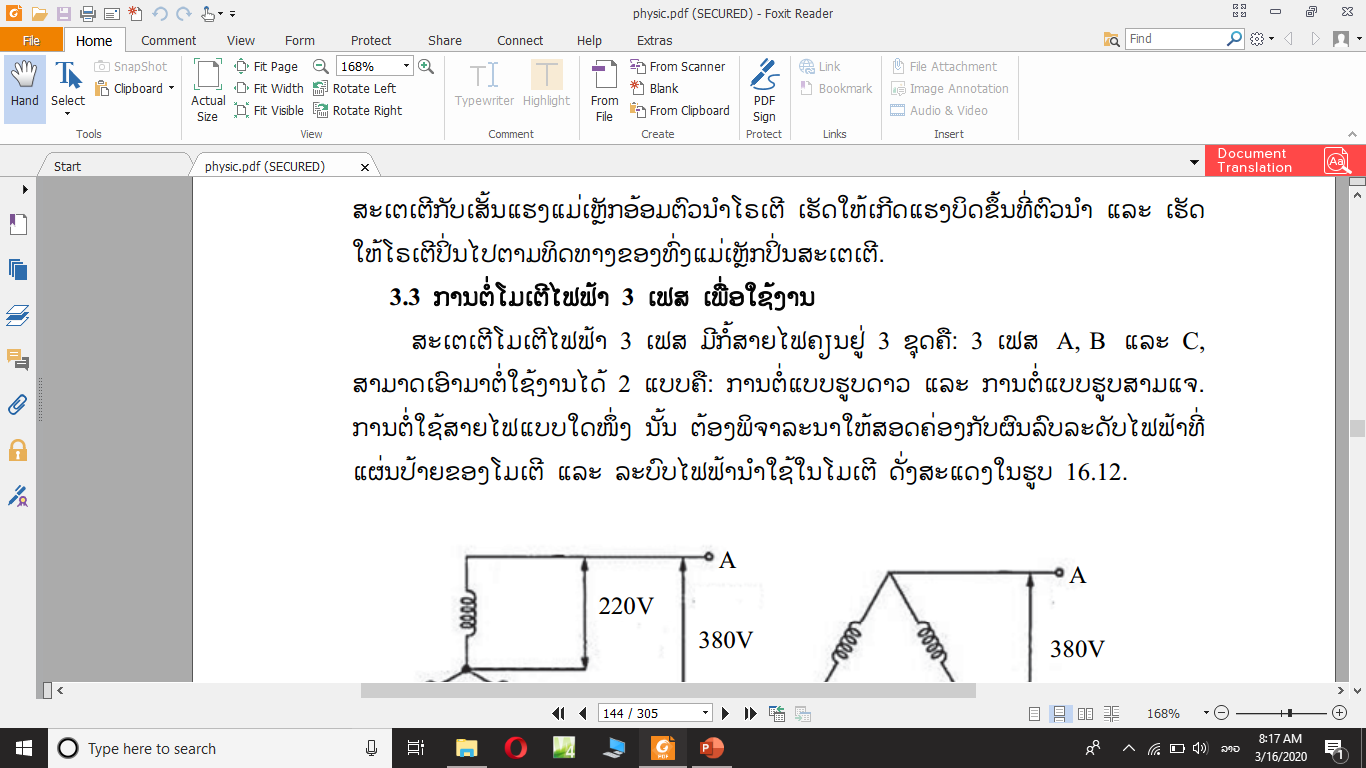 physic.pdf (SECURED) - Foxit Reader
File Home Comment View Form Protect Share Connect Help Extras Find
Hand
Select
SnapShot
Clipboard
Tools
Actual Size
Fit Page
Fit Width
Fit Visible
168%
Rotate Left
Rotate Right
View
Typewriter
Highlight
Comment
From File
From Scanner
Blank
From Clipboard
Create
PDF Sign
Protect
Link
Bookmark
Links
File Attachment
Image Annotation
Audio & Video
Insert
Start physic.pdf (SECURED)
Document
Translation
ສະເຕເຕີກັບເສັ້ນແຮງແມ່ເຫຼັກອ້ອມຕົວນຳໂຣເຕີ ເຮັດໃຫ້ເກີດແຮງບິດຂຶ້ນທີ່ຕົວນຳ ແລະ ເຮັດ
ໃຫ້ໂຣເຕີປິ່ນໄປຕາມທິດທາງຂອງທົ່ງແມ່ເຫຼັກປິ່ນສະເຕເຕີ.
3.3 ການຕໍ່ໂມເຕີໄຟຟ້າ 3 ເຟສ ເພື່ອໃຊ້ງານ
ສະເຕເຕີໂມເຕີໄຟຟ້າ 3 ເຟສ ມີກໍ້ສາຍໄຟຄຽນຢູ່ 3 ຊຸດຄື: 3 ເຟສ A, B ແລະ C,
ສາມາດເອົາມາຕໍ່ໃຊ້ງານໄດ້ 2 ແບບຄື: ການຕໍ່ແບບຮູບດາວ ແລະ ການຕໍ່ແບບຮູບສາມແຈ.
ການຕໍ່ໃຊ້ສາຍໄຟແບບໃດໜຶ່ງ ນັ້ນ ຕ້ອງພິຈາລະນາໃຫ້ສອດຄ່ອງກັບຜົນລົບລະດັບໄຟຟ້າທີ່
ແຜ່ນປ້າຍຂອງໂມເຕີ ແລະ ລະບົບໄຟຟ້ານຳໃຊ້ໃນໂມເຕີ ດັ່ງສະແດງໃນຮູບ 16.12.
A
220V
380V
A
380V
144 / 305
168%
Type here to search
ລາວ
8:17 AM
3/16/2020
1